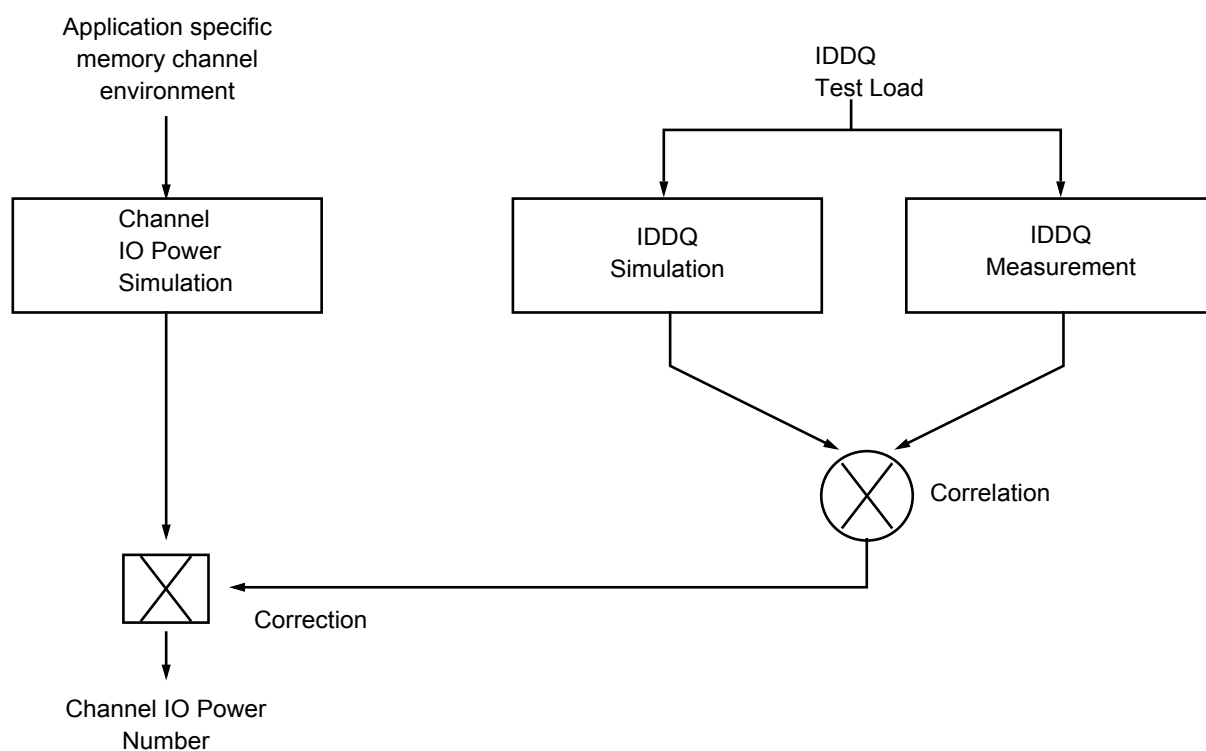 Application specific
memory channel
environment
IDDQ
Test Load
Channel
IO Power
Simulation
IDDQ
Simulation
IDDQ
Measurement
Correlation
Correction
Channel IO Power
Number